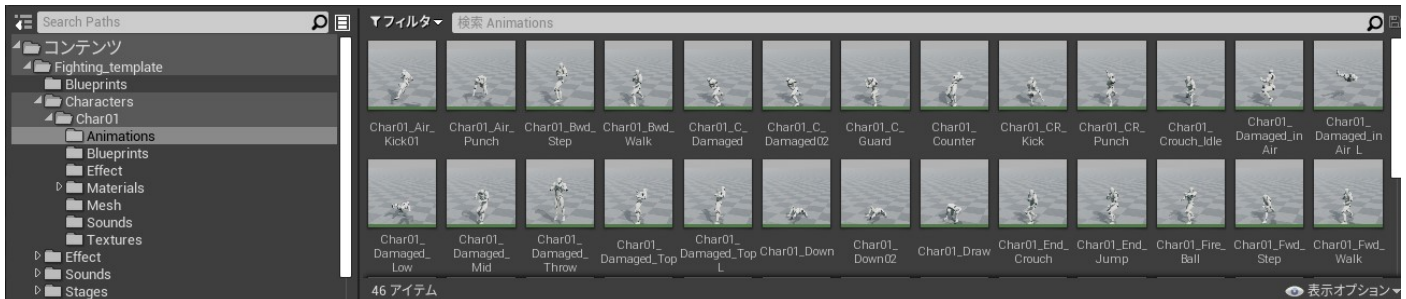 Search Paths
コンテンツ
Fighting_template
Blueprints
Characters
Char01
Animations
Blueprints
Effect
Materials
Mesh
Sounds
Textures
Effect
Sounds
Stages
フィルタ
検索 Animations
Char01_Air_
Kick01
Char01_Air_
Punch
Char01_Bwd_
Step
Char01_Bwd_
Walk
Char01_C_
Damaged
Char01_C_
Damaged02
Char01_C_
Guard
Char01_
Counter
Char01_CR_
Kick
Char01_CR_
Punch
Char01_
Crouch_Idle
Char01_
Damaged_in
Air
Char01_
Damaged_in
Air_L
Char01_
Damaged_
Low
Char01_
Damaged_
Mid
Char01_
Damaged_
Throw
Char01_
Damaged_Top
Char01_
Damaged_Top
L
Char01_Down
Char01_
Down02
Char01_Draw
Char01_End_
Crouch
Char01_End_
Jump
Char01_Fire_
Ball
Char01_Fwd_
Step
Char01_Fwd_
Walk
46 アイテム
表示オプション